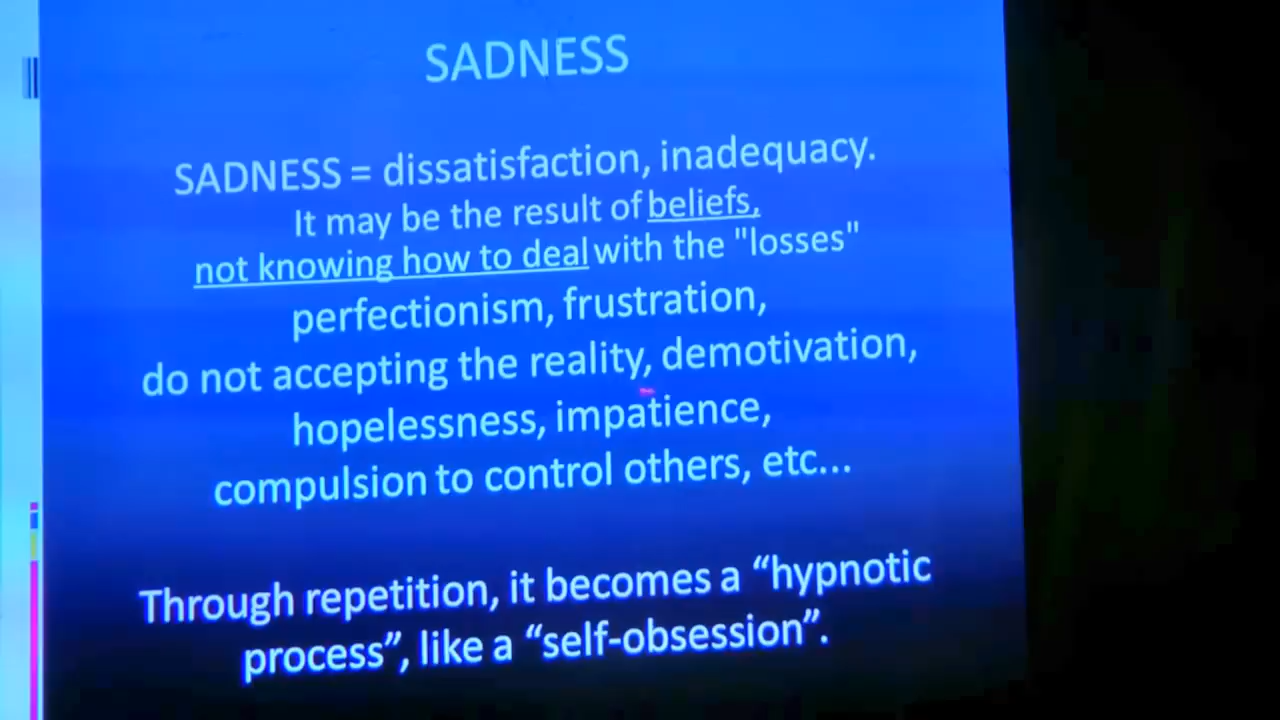 SADNESS
SADNESS = dissatisfaction, inadequacy.
It may be the result of beliefs,
not knowing how to deal with the "losses"
perfectionism, frustration,
do not accepting the reality, demotivation,
hopelessness, impatience,
compulsion to control others, etc...
Through repetition, it becomes a “hypnotic
process”, like a “self-obsession”.